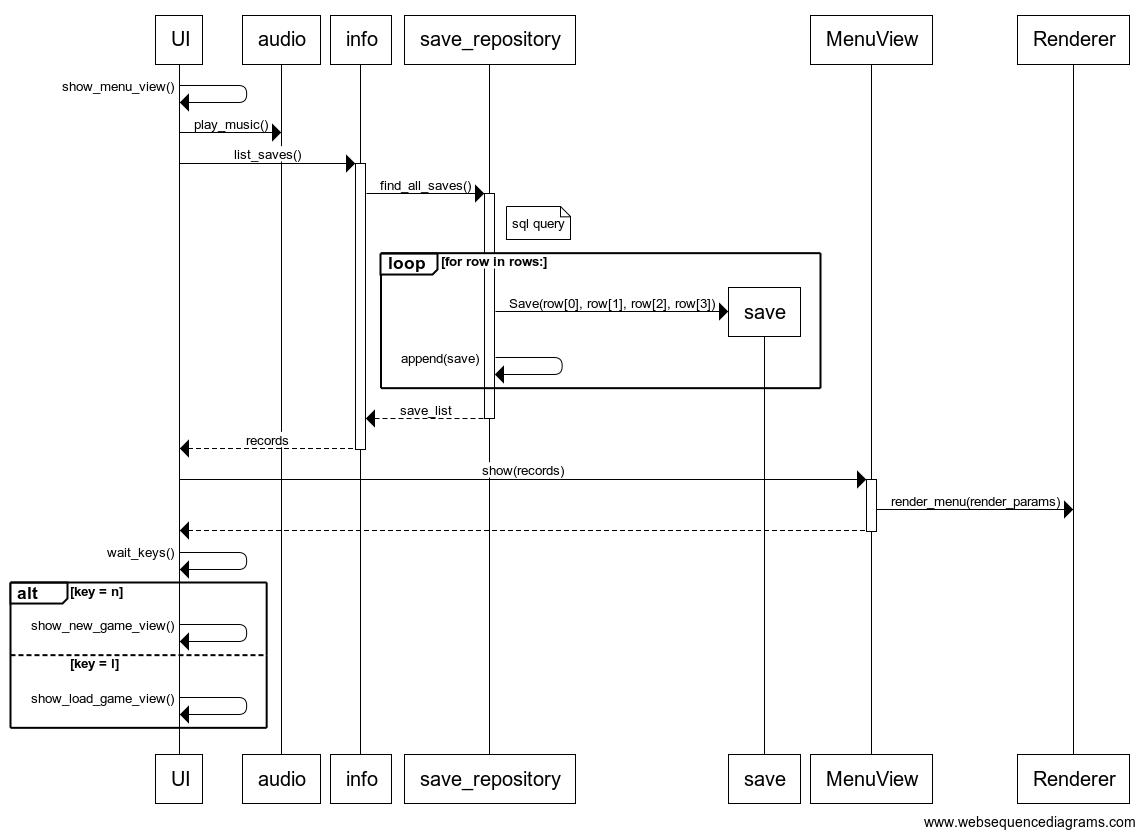 UI
audio
info
save_repository
MenuView
Renderer
show_menu_view()
play_music()
list_saves()
find_all_saves()
sql query
loop
[for row in rows:]
Save(row[0], row[1], row[2], row[3])
save
append(save)
save_list
records
show(records)
render_menu(render_params)
wait_keys()
alt
[key = n]
show_new_game_view()
[key = l]
show_load_game_view()
UI
audio
info
save_repository
save
MenuView
Renderer
www.websequencediagrams.com